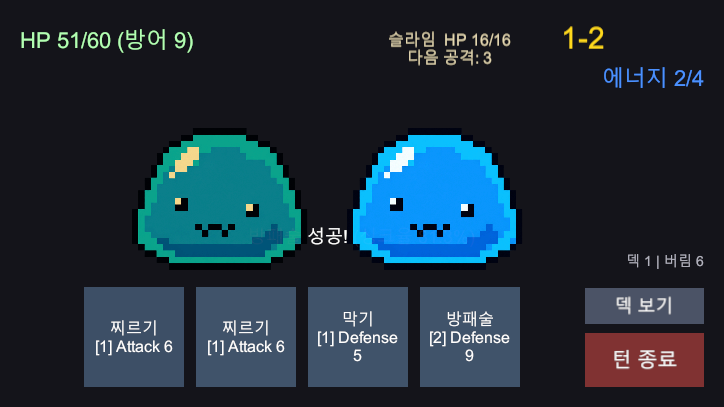 HP 51/60 (방어 9)
슬라임 HP 16/16
다음 공격: 3
1-2
에너지 2/4
성공!
덱 1 | 버림 6
찌르기
[1] Attack 6
찌르기
[1] Attack 6
막기
[1] Defense
5
방패술
[2] Defense
9
덱 보기
턴 종료